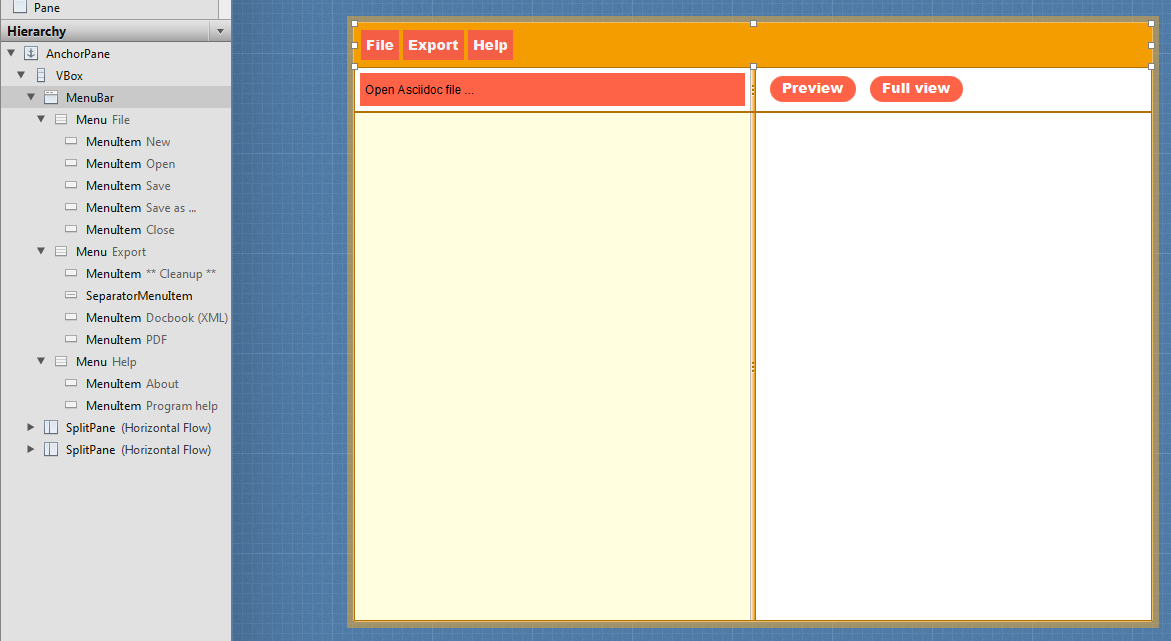 Pane
Hierarchy
AnchorPane
VBox
MenuBar
Menu File
MenuItem New
MenuItem Open
MenuItem Save
MenuItem Save as ...
MenuItem Close
Menu Export
MenuItem ** Cleanup **
SeparatorMenuItem
MenuItem Docbook (XML)
MenuItem PDF
Menu Help
MenuItem About
MenuItem Program help
SplitPane (Horizontal Flow)
SplitPane (Horizontal Flow)
File Export Help
Open Asciidoc file ...
Preview Full view